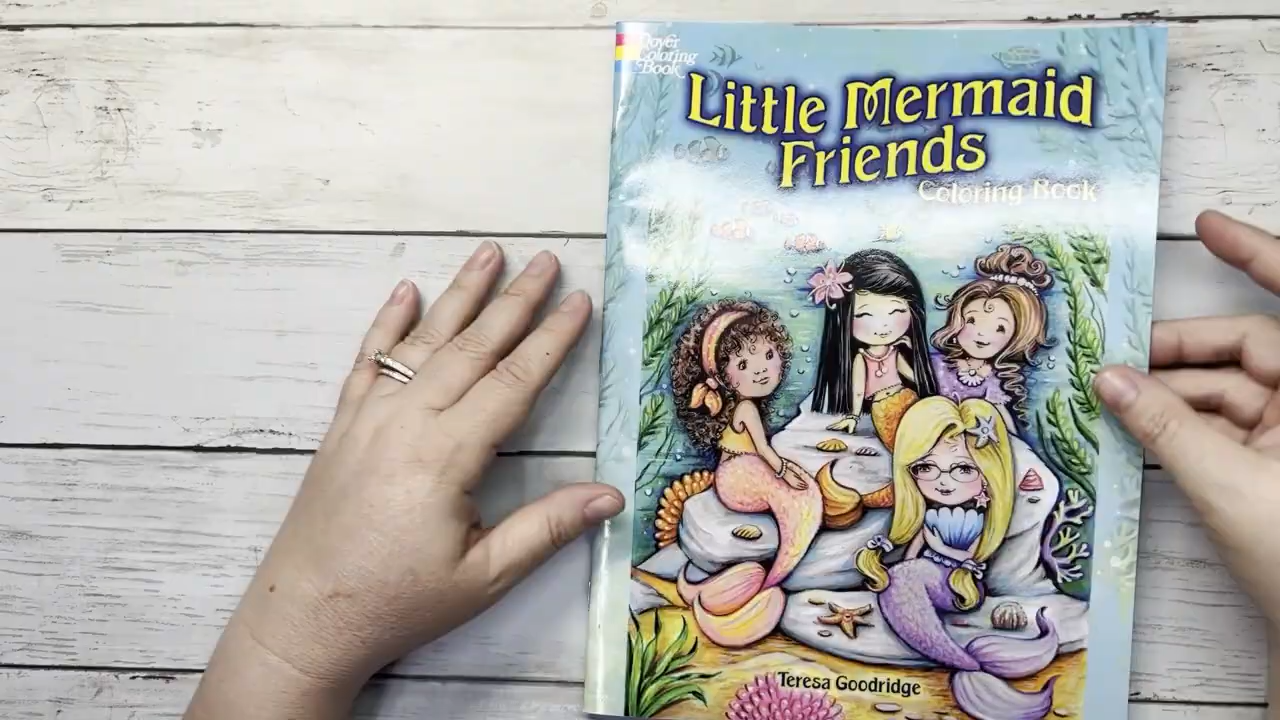 Dover
Coloring
Book
Little Mermaid
Friends
Coloring Book
Teresa Goodridge